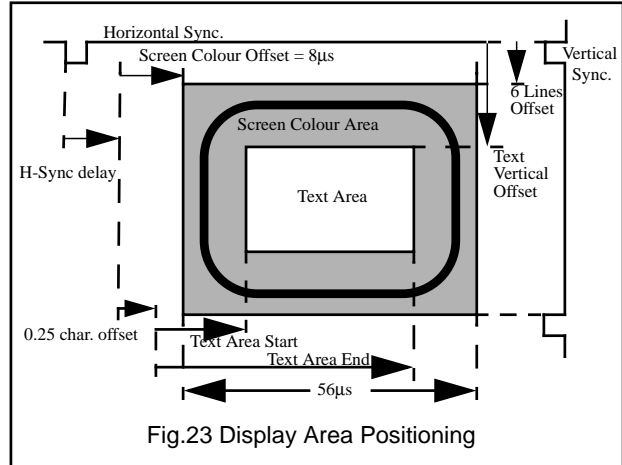 Horizontal Sync.
Screen Colour Offset = 8µs
Vertical
Sync.
6 Lines
Offset
Screen Colour Area
Text
Vertical
Offset
H-Sync delay
Text Area
0.25 char. offset
Text Area Start
Text Area End
56µs
Fig.23 Display Area Positioning